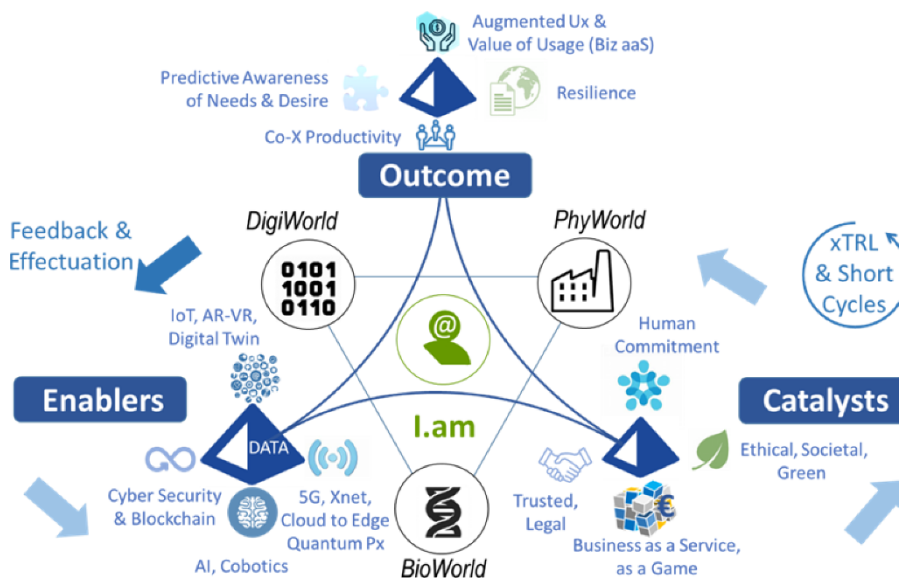 Augmented Ux &
Value of Usage (Biz aaS)
Predictive Awareness
of Needs & Desire
Resilience
Co-X Productivity
Outcome
DigiWorld
PhyWorld
Feedback &
Effectuation
xTRL
& Short
Cycles
0101
1001
0110
@
IoT, AR-VR,
Digital Twin
Human
Commitment
Enablers
Catalysts
I.am
DATA
Ethical, Societal,
Green
Cyber Security
& Blockchain
5G, Xnet,
Cloud to Edge
Quantum Px
Trusted,
Legal
€
AI, Cobotics
BioWorld
Business as a Service,
as a Game